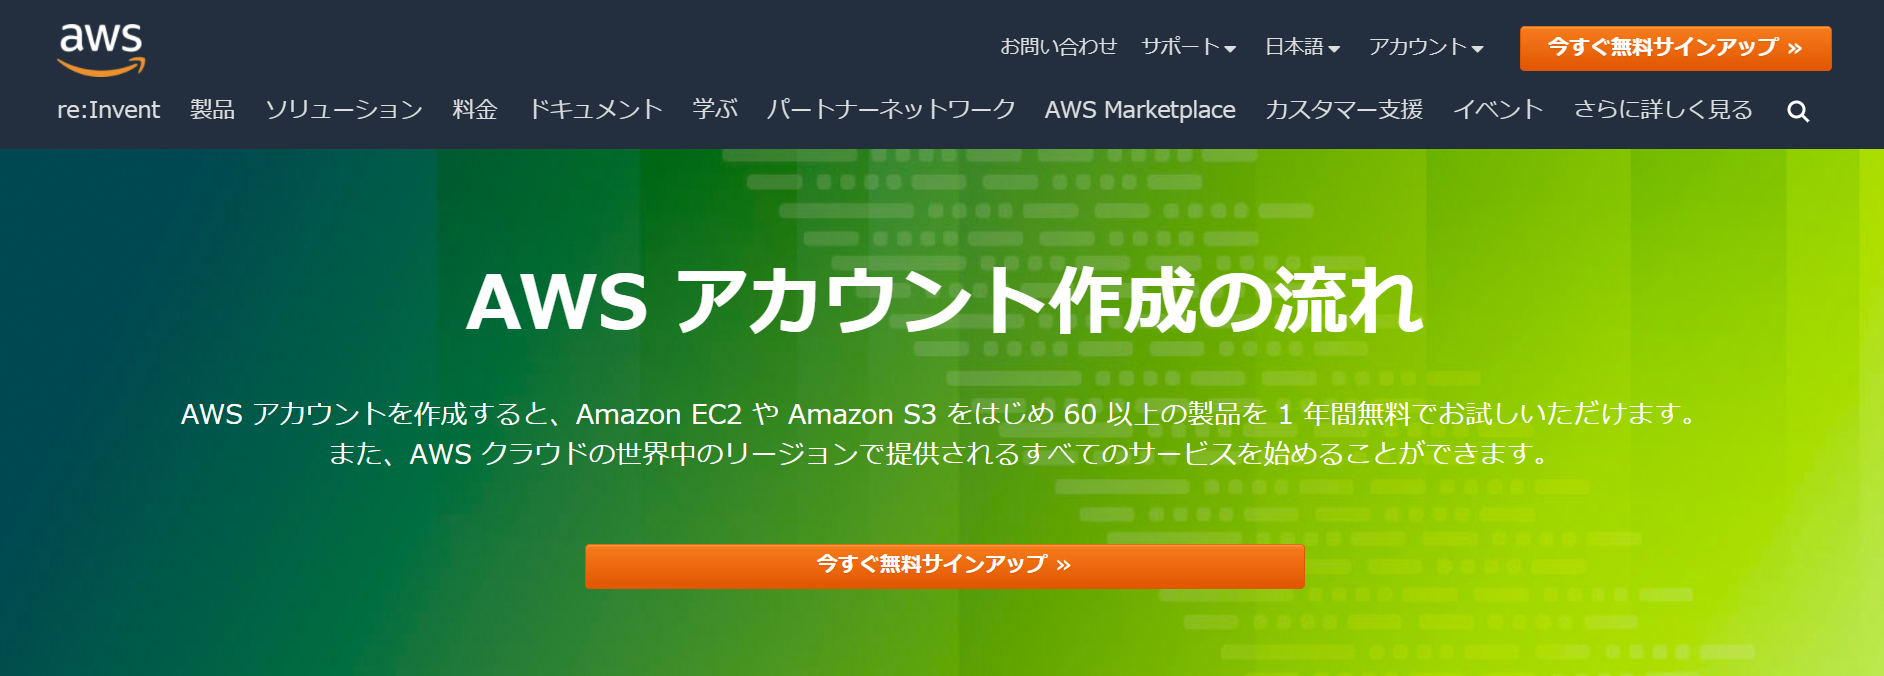 aws
お問い合わせ サポート 日本語 アカウント 今すぐ無料サインアップ »
re:Invent 製品 ソリューション 料金 ドキュメント 学ぶ パートナーネットワーク AWS Marketplace カスタマー支援 イベント さらに詳しく見る
AWS アカウント作成の流れ
AWS アカウントを作成すると、Amazon EC2 や Amazon S3 をはじめ 60 以上の製品を 1 年間無料でお試しいただけます。
また、AWS クラウドの世界中のリージョンで提供されるすべてのサービスを始めることができます。
今すぐ無料サインアップ »